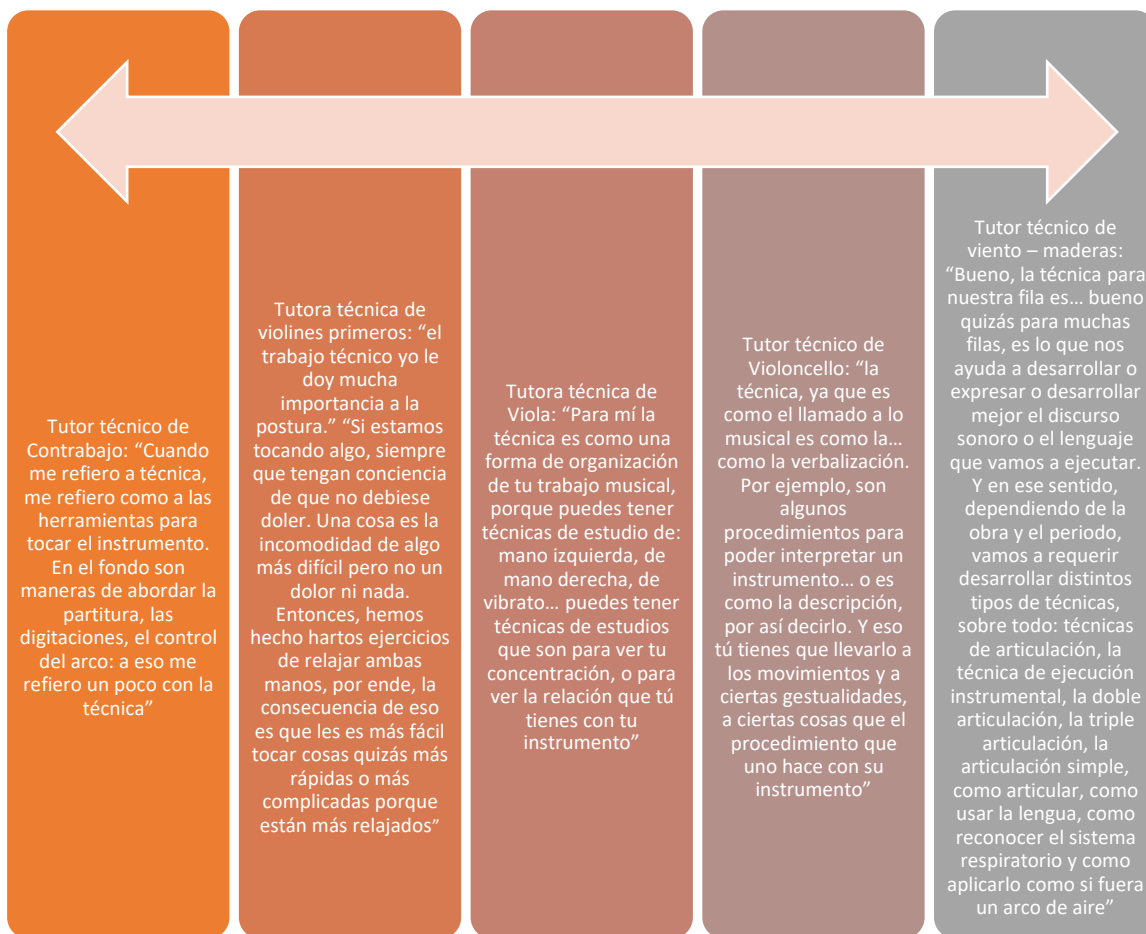 Tutor técnico de
Contrabajo: “Cuando
me refiero a técnica,
me refiero como a las
herramientas para
tocar el instrumento.
En el fondo son
maneras de abordar la
partitura, las
digitaciones, el control
del arco: a eso me
refiero un poco con la
técnica”
Tutora técnica de
violines primeros: “el
trabajo técnico yo le
doy mucha
importancia a la
postura.” “Si estamos
tocando algo, siempre
que tengan conciencia
de que no debiese
doler. Una cosa es la
incomodidad de algo
más difícil pero no un
dolor ni nada.
Entonces, hemos
hecho hartos ejercicios
de relajar ambas
manos, por ende, la
consecuencia de eso
es que les es más fácil
tocar cosas quizás más
rápidas o más
complicadas porque
están más relajados”
Tutora técnica de
Viola: “Para mí la
técnica es como una
forma de organización
de tu trabajo musical,
porque puedes tener
técnicas de estudio de:
mano izquierda, de
mano derecha, de
vibrato… puedes tener
técnicas de estudios
que son para ver tu
concentración, o para
ver la relación que tú
tienes con tu
instrumento”
Tutor técnico de
Violoncello: “la
técnica, ya que es
como el llamado a lo
musical es como la…
como la verbalización.
Por ejemplo, son
algunos
procedimientos para
poder interpretar un
instrumento… o es
como la descripción,
por así decirlo. Y eso
tú tienes que llevarlo a
los movimientos y a
ciertas gestualidades,
a ciertas cosas que el
procedimiento que
uno hace con su
instrumento”
Tutor técnico de
viento – maderas:
“Bueno, la técnica para
nuestra fila es… bueno
quizás para muchas
filas, es lo que nos
ayuda a desarrollar o
expresar o desarrollar
mejor el discurso
sonoro o el lenguaje
que vamos a ejecutar.
Y en ese sentido,
dependiendo de la
obra y el periodo,
vamos a requerir
desarrollar distintos
tipos de técnicas,
sobre todo: técnicas
de articulación, la
técnica de ejecución
instrumental, la doble
articulación, la triple
articulación, la
articulación simple,
como articular, como
usar la lengua, como
reconocer el sistema
respiratorio y como
aplicarlo como si fuera
un arco de aire”